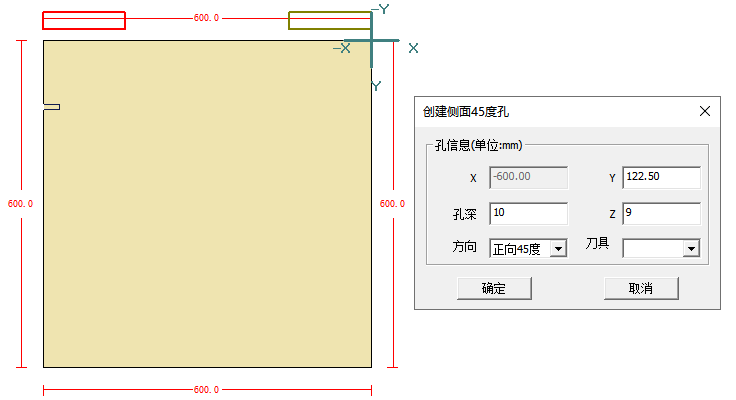 -Y
600.0
-X
X
Y
创建侧面45度孔
孔信息(单位:mm)
X
-600.00
Y
122.50
600.0
600.0
孔深
10
Z
9
方向
正向45度
刀具
确定
取消
600.0